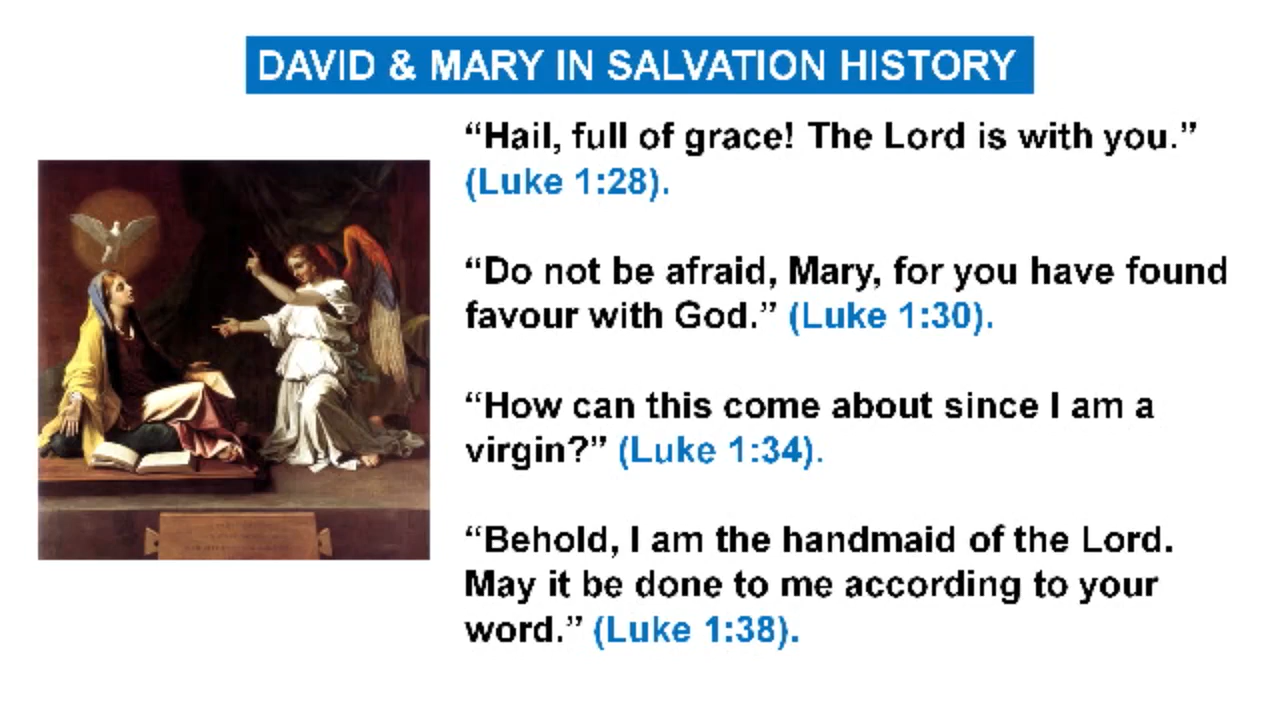 DAVID & MARY IN SALVATION HISTORY
“Hail, full of grace! The Lord is with you.”
(Luke 1:28).
“Do not be afraid, Mary, for you have found
favour with God.” (Luke 1:30).
“How can this come about since I am a
virgin?” (Luke 1:34).
“Behold, I am the handmaid of the Lord.
May it be done to me according to your
word.” (Luke 1:38).